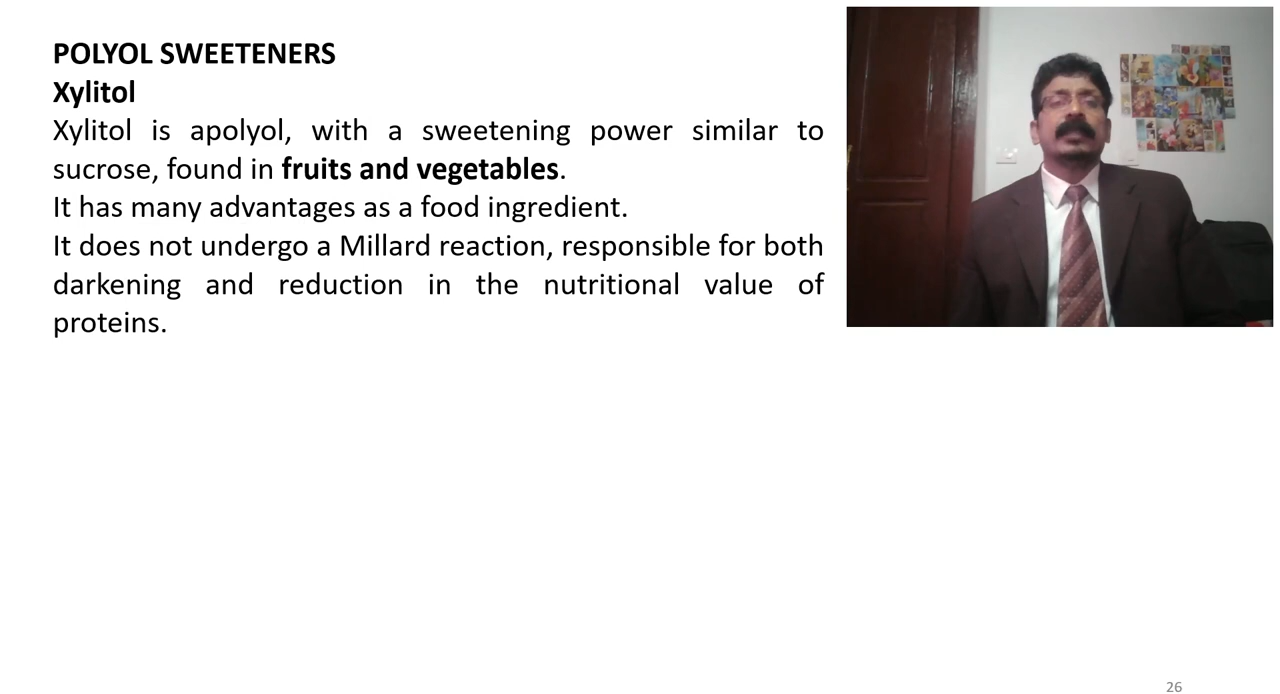 POLYOL SWEETENERS
Xylitol
Xylitol is apolyol, with a sweetening power similar to
sucrose, found in fruits and vegetables.
It has many advantages as a food ingredient.
It does not undergo a Millard reaction, responsible for both
darkening and reduction in the nutritional value of
proteins.
26